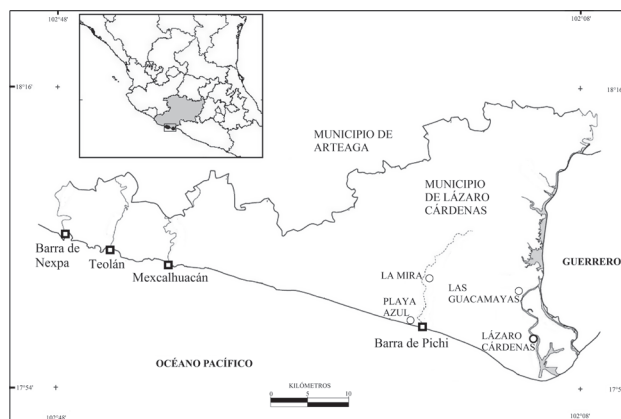 102°48'
102°08'
18°16'
18°16'
MUNICIPIO DE
ARTEAGA
MUNICIPIO
DE LÁZARO
CÁRDENAS
Barra de
Nexpa
Teolán
Mexcalhuacán
LA MIRA
PLAYA
AZUL
LAS
GUACAMAYAS
GUERRERO
Barra de Pichi
LÁZARO
CÁRDENAS
OCÉANO PACÍFICO
KILÓMETROS
0 5 10
17°54'
17°54'
102°48'
102°08'